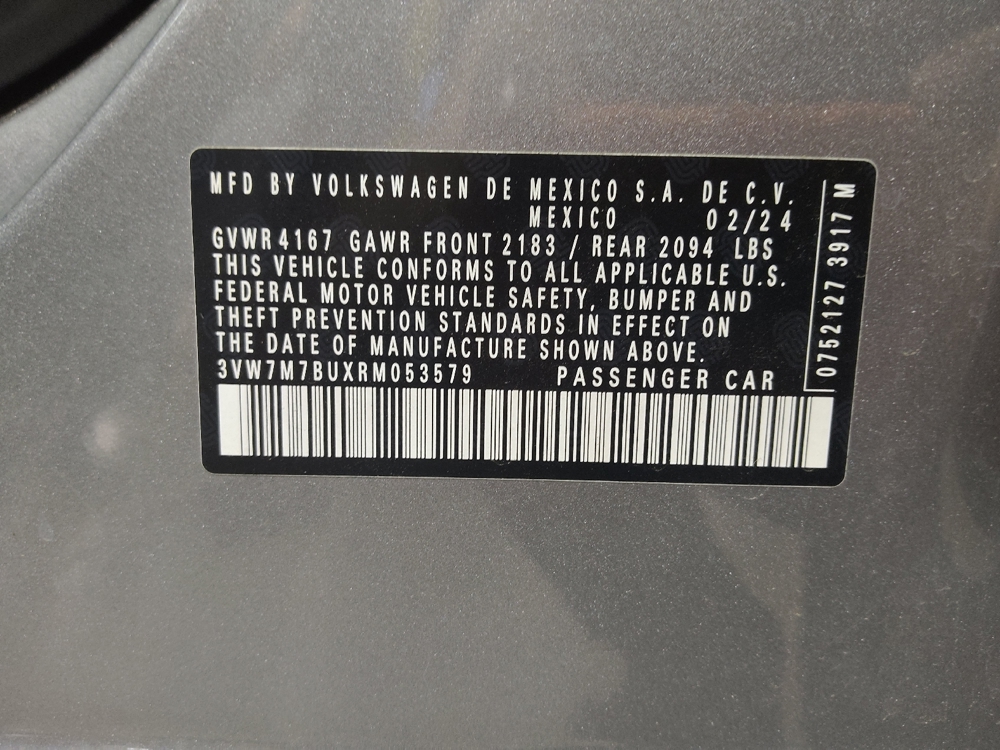 MFD BY VOLKSWAGEN DE MEXICO S.A. DE C.V.
MEXICO 02/24
GVWR 4167 GAWR FRONT 2183 / REAR 2094 LBS
THIS VEHICLE CONFORMS TO ALL APPLICABLE U.S.
FEDERAL MOTOR VEHICLE SAFETY, BUMPER AND
THEFT PREVENTION STANDARDS IN EFFECT ON
THE DATE OF MANUFACTURE SHOWN ABOVE.
3VW7M7BUXRM053579 PASSENGER CAR
0752127 3917 M